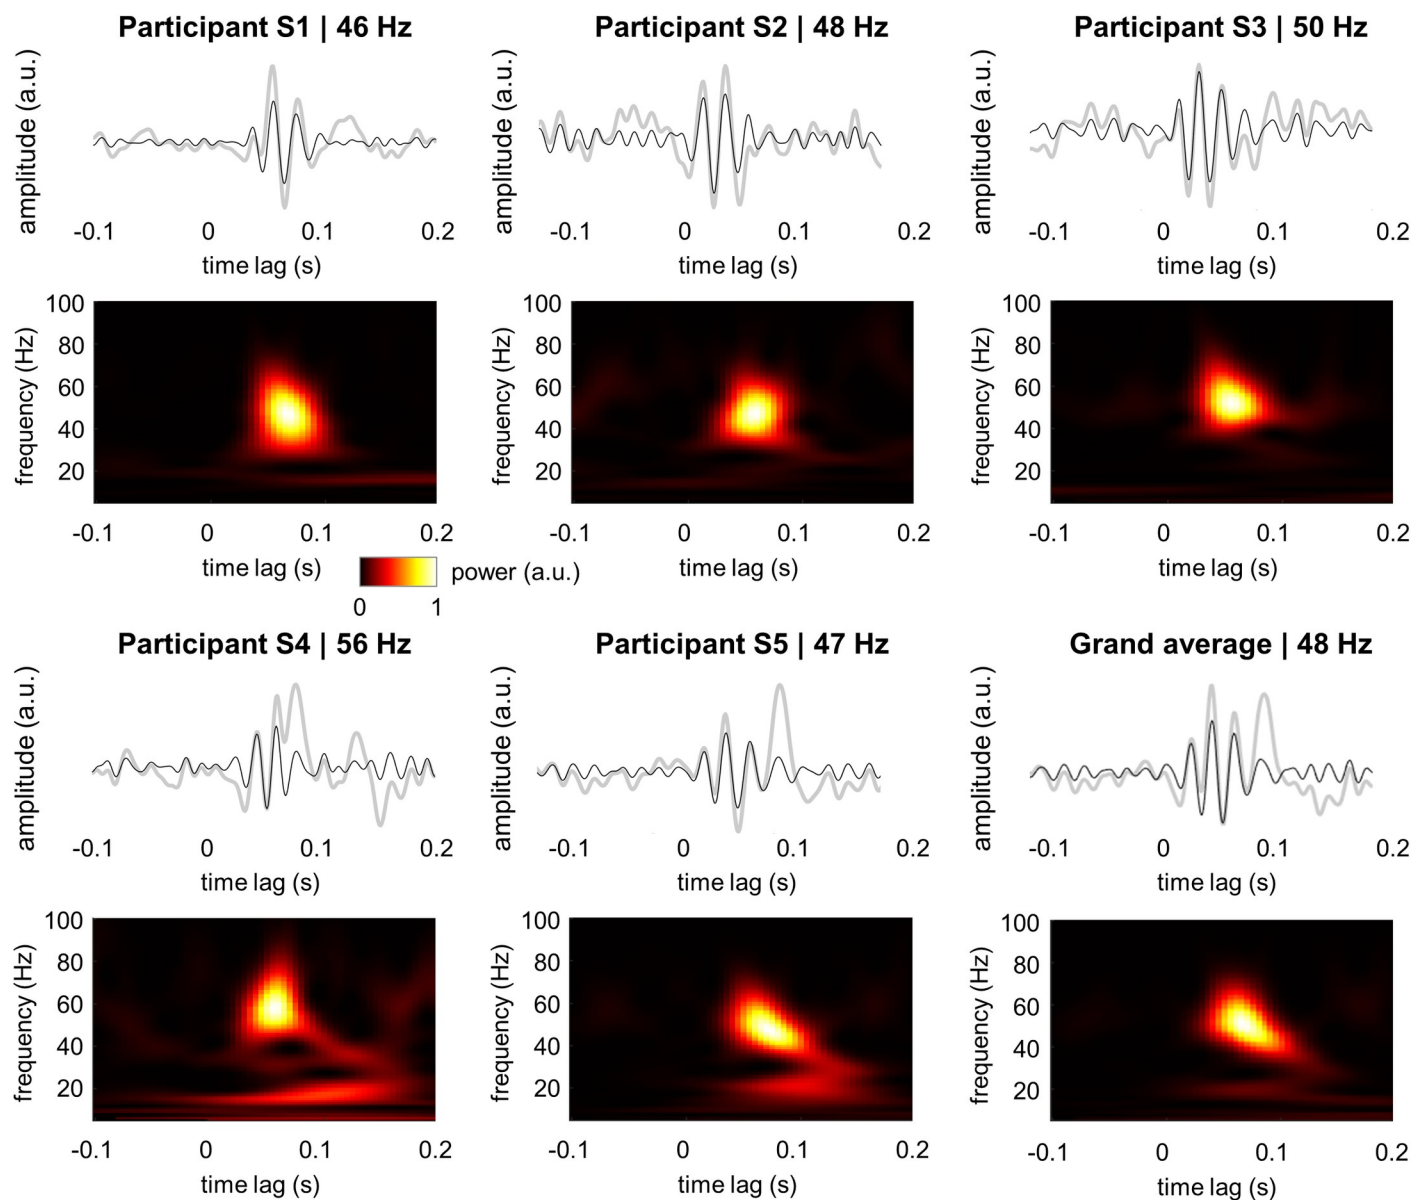 Participant S1 | 46 Hz
Participant S2 | 48 Hz
Participant S3 | 50 Hz
amplitude (a.u.)
amplitude (a.u.)
amplitude (a.u.)
-0.1 0 0.1 0.2
-0.1 0 0.1 0.2
-0.1 0 0.1 0.2
time lag (s)
time lag (s)
time lag (s)
frequency (Hz)
100
80
60
40
20
frequency (Hz)
100
80
60
40
20
frequency (Hz)
100
80
60
40
20
-0.1 0 0.1 0.2
-0.1 0 0.1 0.2
-0.1 0 0.1 0.2
time lag (s)
time lag (s)
time lag (s)
power (a.u.)
0 1
Participant S4 | 56 Hz
Participant S5 | 47 Hz
Grand average | 48 Hz
amplitude (a.u.)
amplitude (a.u.)
amplitude (a.u.)
-0.1 0 0.1 0.2
-0.1 0 0.1 0.2
-0.1 0 0.1 0.2
time lag (s)
time lag (s)
time lag (s)
frequency (Hz)
100
80
60
40
20
frequency (Hz)
100
80
60
40
20
frequency (Hz)
100
80
60
40
20
-0.1 0 0.1 0.2
-0.1 0 0.1 0.2
-0.1 0 0.1 0.2
time lag (s)
time lag (s)
time lag (s)